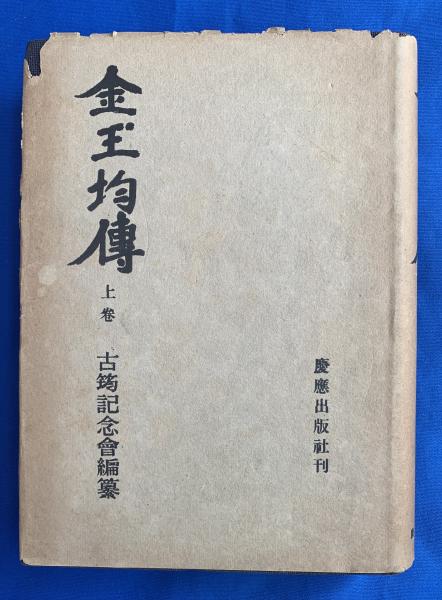 金玉均傳
上卷
古筠記念會編纂
慶應出版社刊